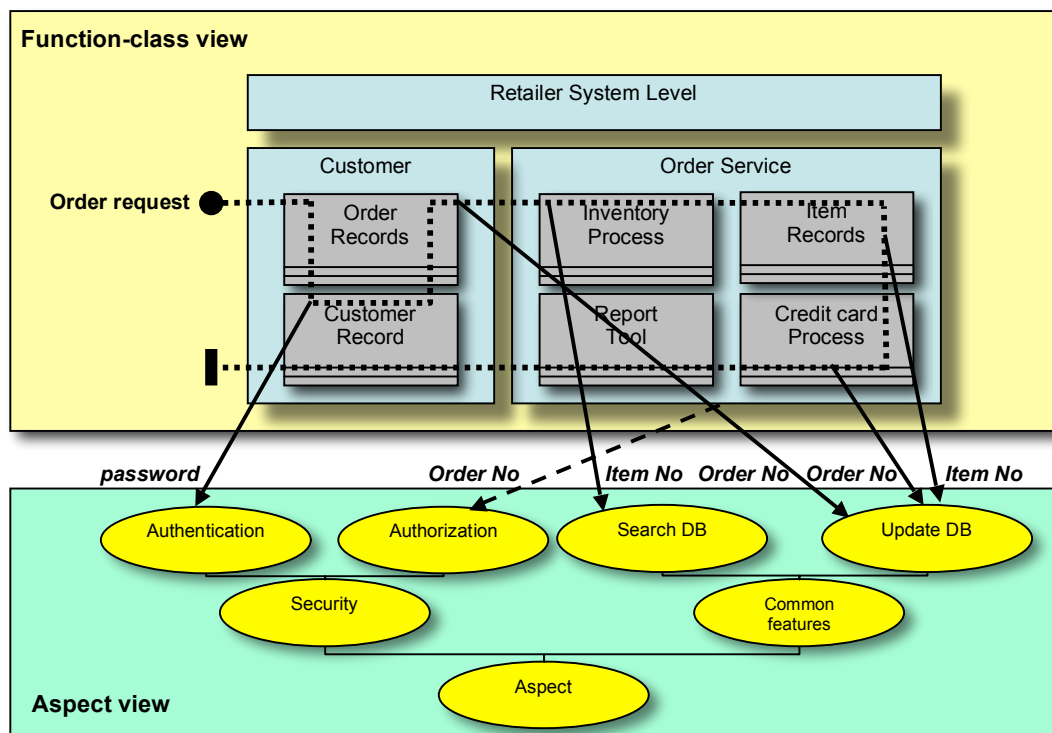 Function-class view
Retailer System Level
Customer
Order Service
Order request
Order
Records
Inventory
Process
Item
Records
Customer
Record
Report
Tool
Credit card
Process
password
Order No
Item No
Order No
Order No
Item No
Authentication
Authorization
Search DB
Update DB
Security
Common
features
Aspect
Aspect view